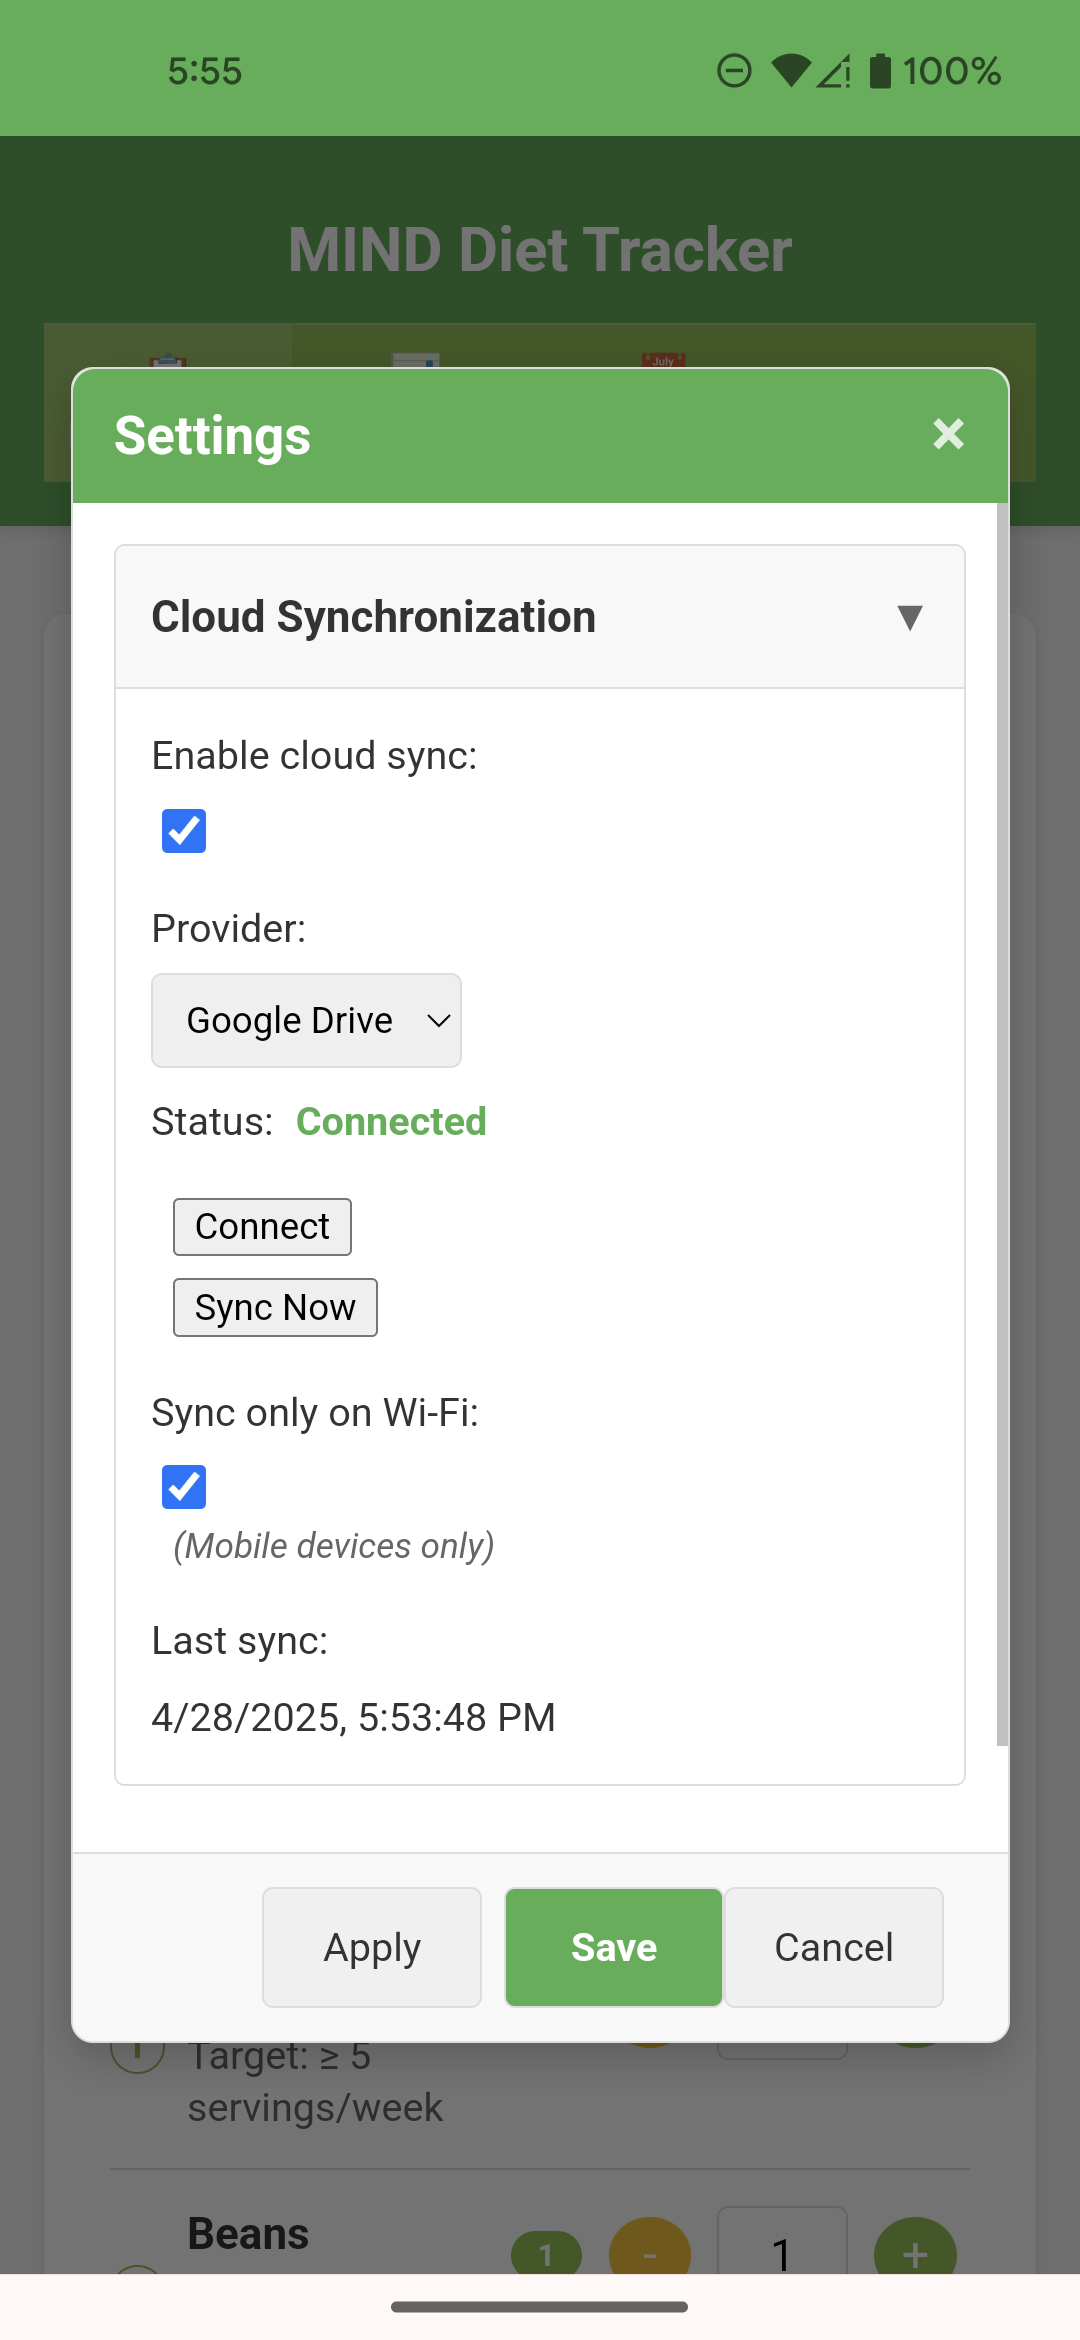 5:55
100%
MIND Diet Tracker
July
Settings
×
Cloud Synchronization
Enable cloud sync:
Provider:
Google Drive
Status: Connected
Connect
Sync Now
Sync only on Wi-Fi:
(Mobile devices only)
Last sync:
4/28/2025, 5:53:48 PM
Apply
Save
Cancel
Target: ≥ 5
servings/week
Beans
1
-
1
+